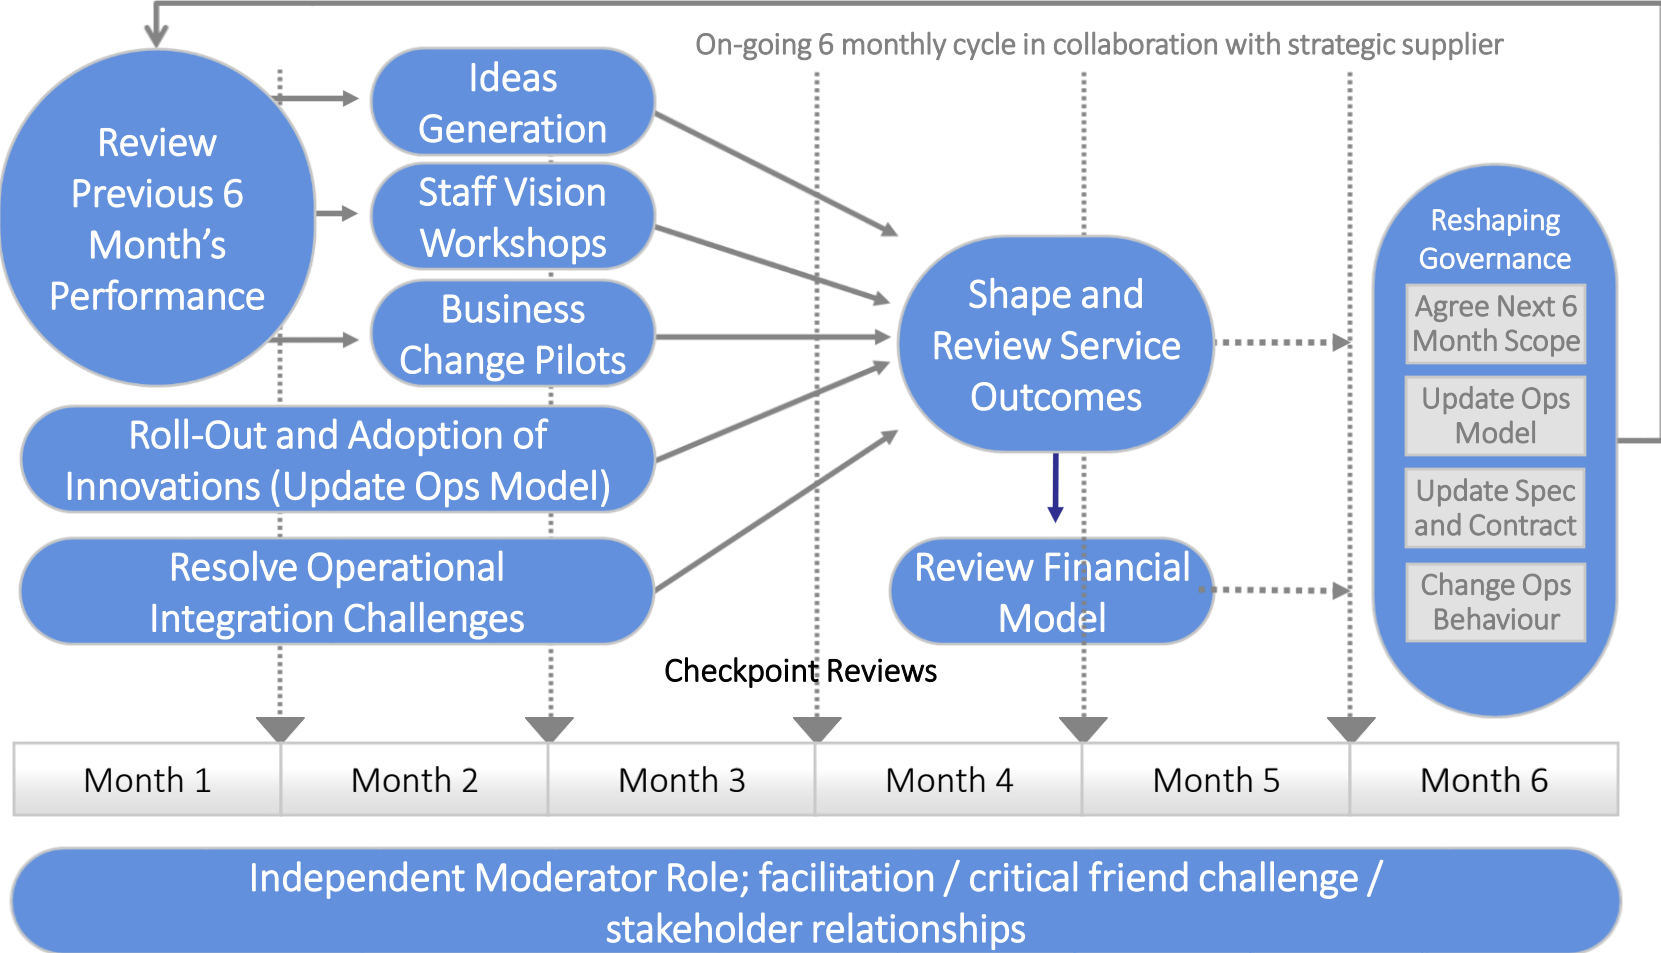 On-going 6 monthly cycle in collaboration with strategic supplier
Review
Previous 6
Month’s
Performance
Ideas
Generation
Staff Vision
Workshops
Business
Change Pilots
Roll-Out and Adoption of
Innovations (Update Ops Model)
Resolve Operational
Integration Challenges
Shape and
Review Service
Outcomes
Review Financial
Model
Reshaping
Governance
Agree Next 6
Month Scope
Update Ops
Model
Update Spec
and Contract
Change Ops
Behaviour
Checkpoint Reviews
Month 1
Month 2
Month 3
Month 4
Month 5
Month 6
Independent Moderator Role; facilitation / critical friend challenge /
stakeholder relationships